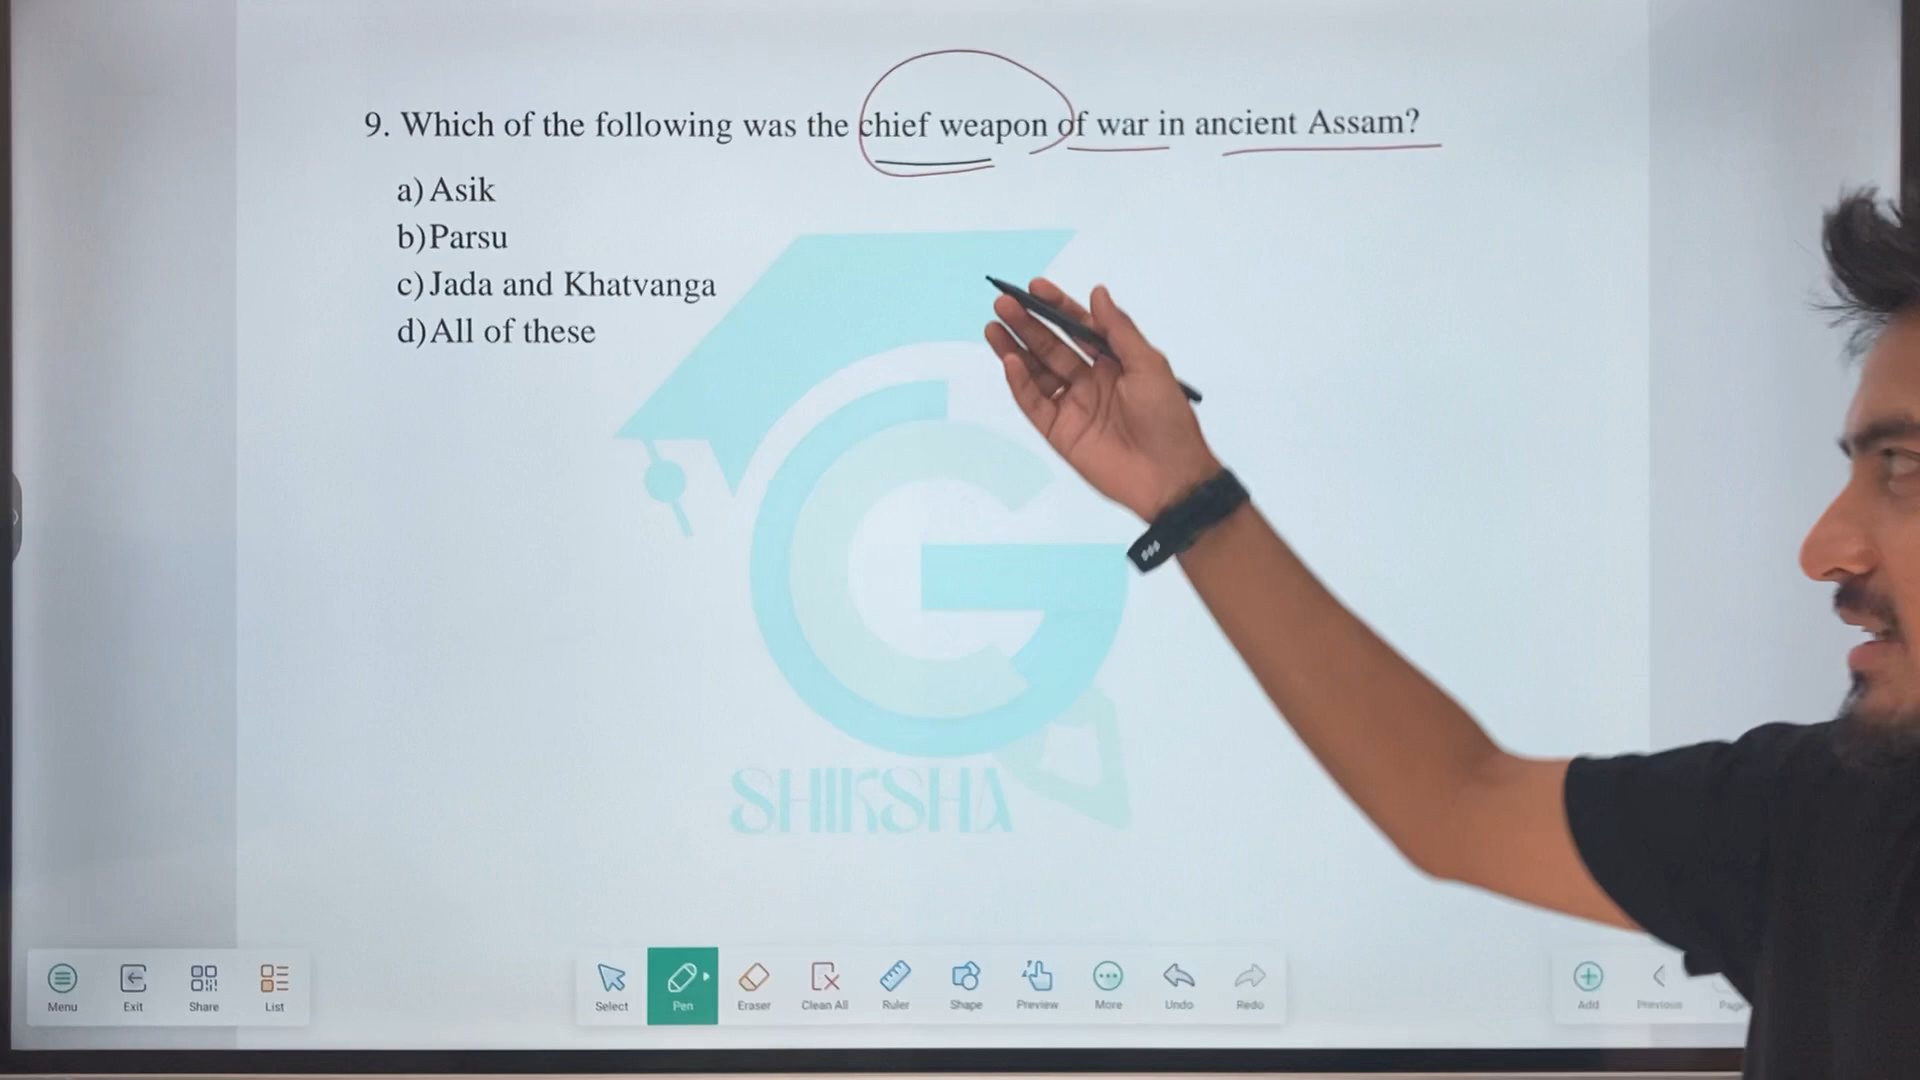 9. Which of the following was the chief weapon of war in ancient Assam?
a) Asik
b) Parsu
c) Jada and Khatvanga
d) All of these
SHIKSHA
Menu Exit Share List
Select Pen Eraser Clean All Ruler Shape Preview More Undo Redo
Add Previous Page